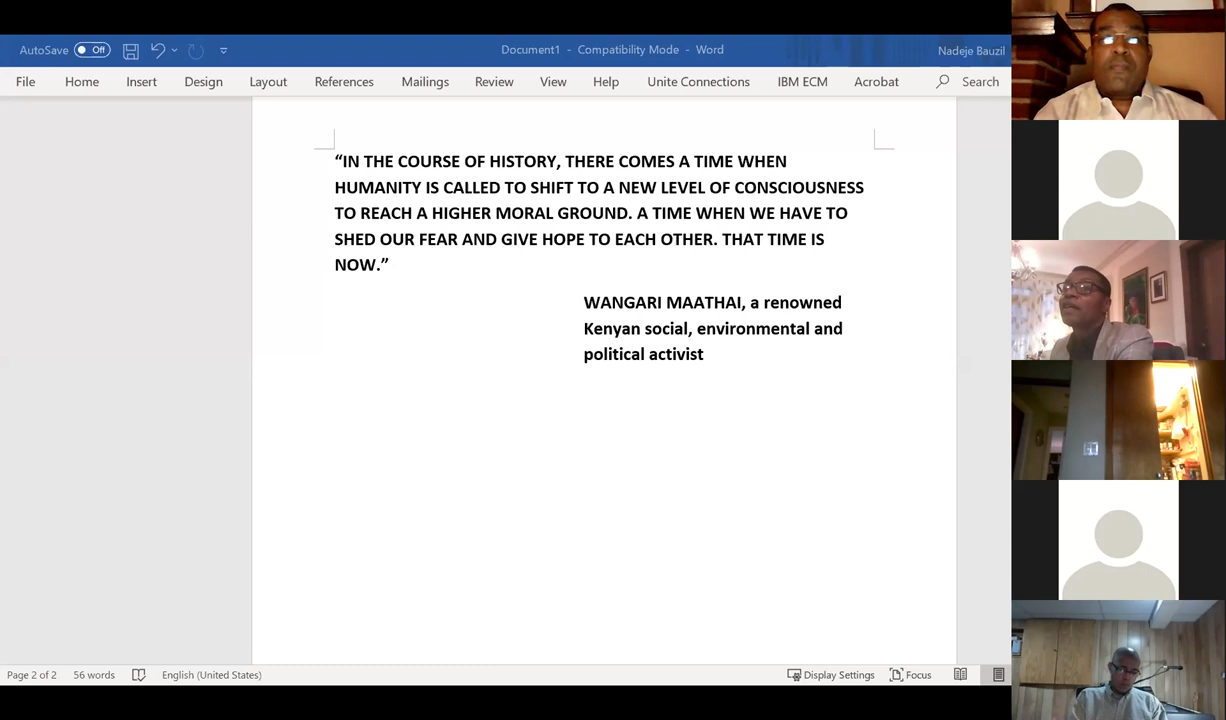 AutoSave Off Document1 - Compatibility Mode - Word Nadeje Bauzil
File Home Insert Design Layout References Mailings Review View Help Unite Connections IBM ECM Acrobat Search
“IN THE COURSE OF HISTORY, THERE COMES A TIME WHEN
HUMANITY IS CALLED TO SHIFT TO A NEW LEVEL OF CONSCIOUSNESS
TO REACH A HIGHER MORAL GROUND. A TIME WHEN WE HAVE TO
SHED OUR FEAR AND GIVE HOPE TO EACH OTHER. THAT TIME IS
NOW.”
WANGARI MAATHAI, a renowned
Kenyan social, environmental and
political activist
Page 2 of 2 56 words English (United States) Display Settings Focus